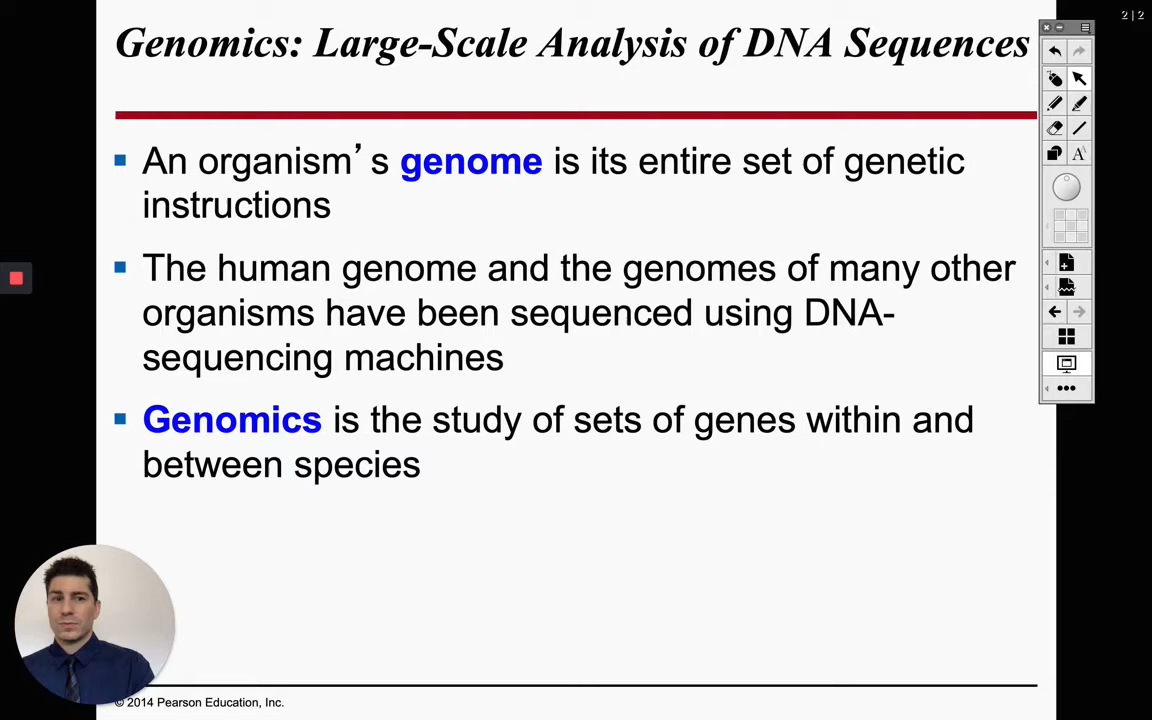 2 | 2
Genomics: Large-Scale Analysis of DNA Sequences
An organism’s genome is its entire set of genetic
instructions
The human genome and the genomes of many other
organisms have been sequenced using DNA-
sequencing machines
Genomics is the study of sets of genes within and
between species
© 2014 Pearson Education, Inc.